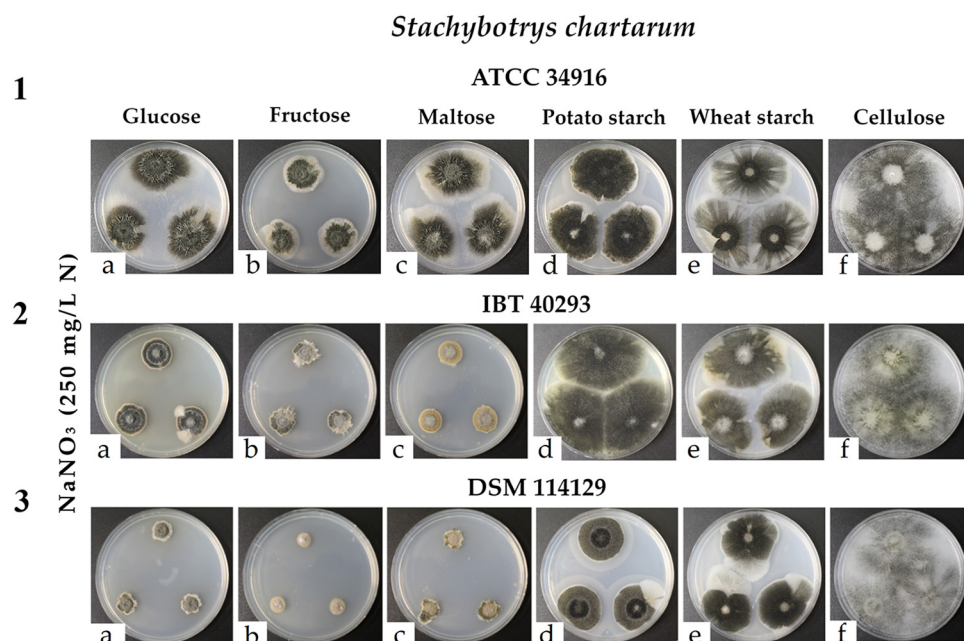 Stachybotrys chartarum
1
ATCC 34916
Glucose Fructose Maltose Potato starch Wheat starch Cellulose
a b c d e f
2
IBT 40293
a b c d e f
3
DSM 114129
a b c d e f
NaNO₃ (250 mg/L N)